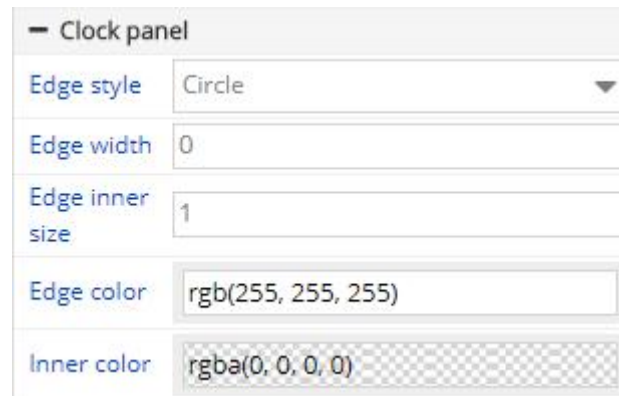 Clock panel
Edge style Circle
Edge width 0
Edge inner
size 1
Edge color rgb(255, 255, 255)
Inner color rgba(0, 0, 0, 0)